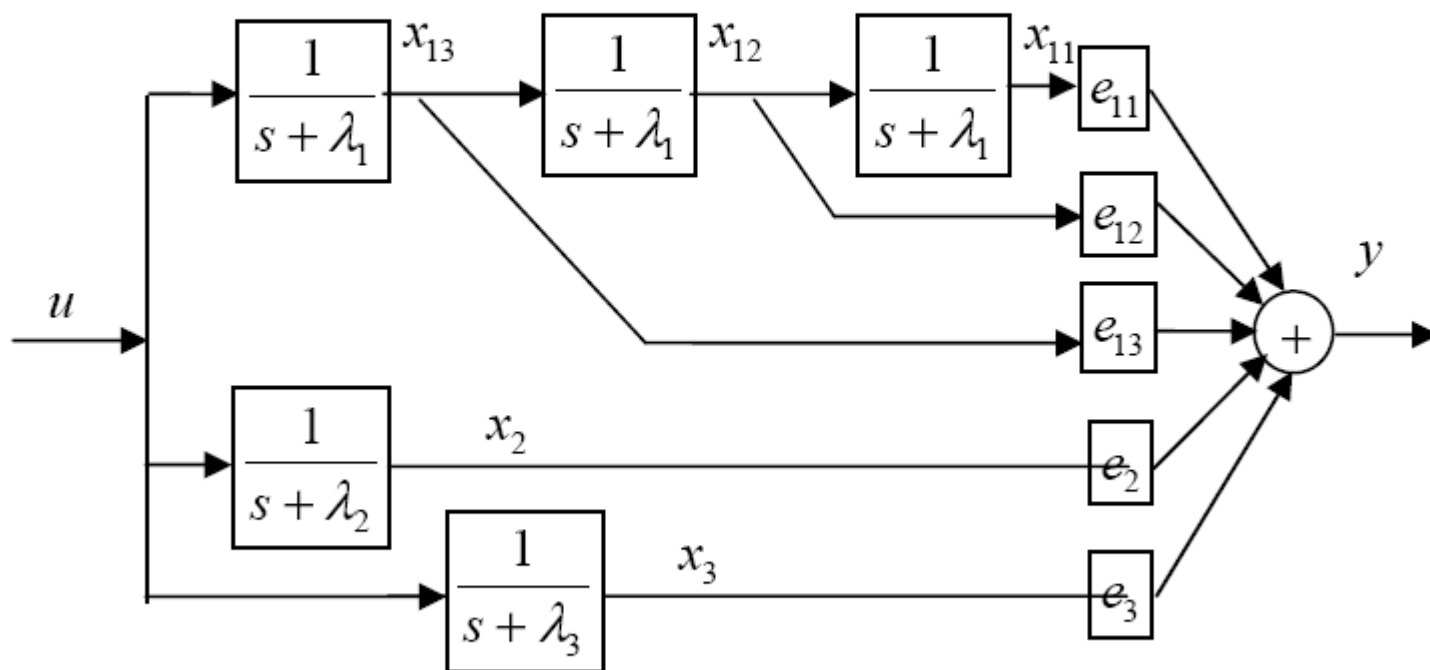 1/(s + λ₁)
x₁₃
1/(s + λ₁)
x₁₂
1/(s + λ₁)
x₁₁
e₁₁
e₁₂
e₁₃
u
y
+
1/(s + λ₂)
x₂
e₂
1/(s + λ₃)
x₃
e₃